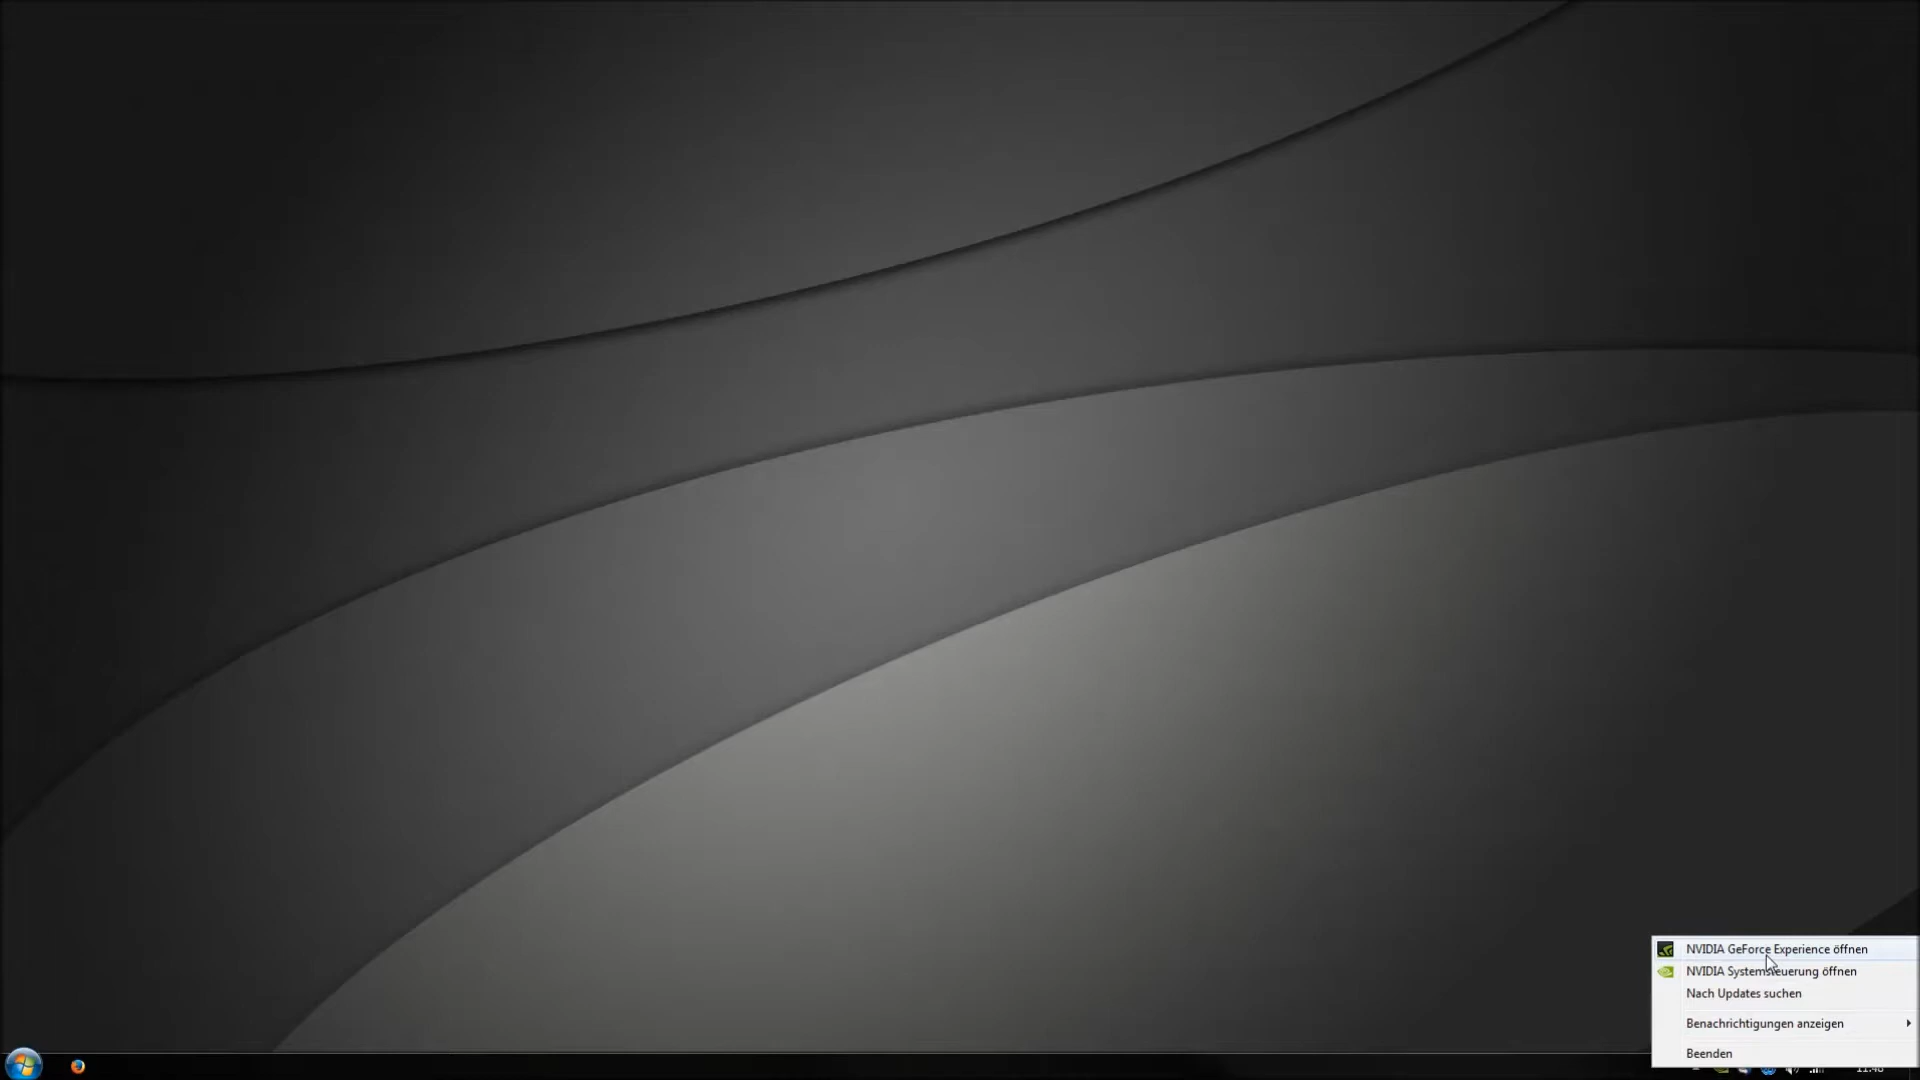 NVIDIA GeForce Experience öffnen
NVIDIA Systemsteuerung öffnen
Nach Updates suchen
Benachrichtigungen anzeigen
Beenden